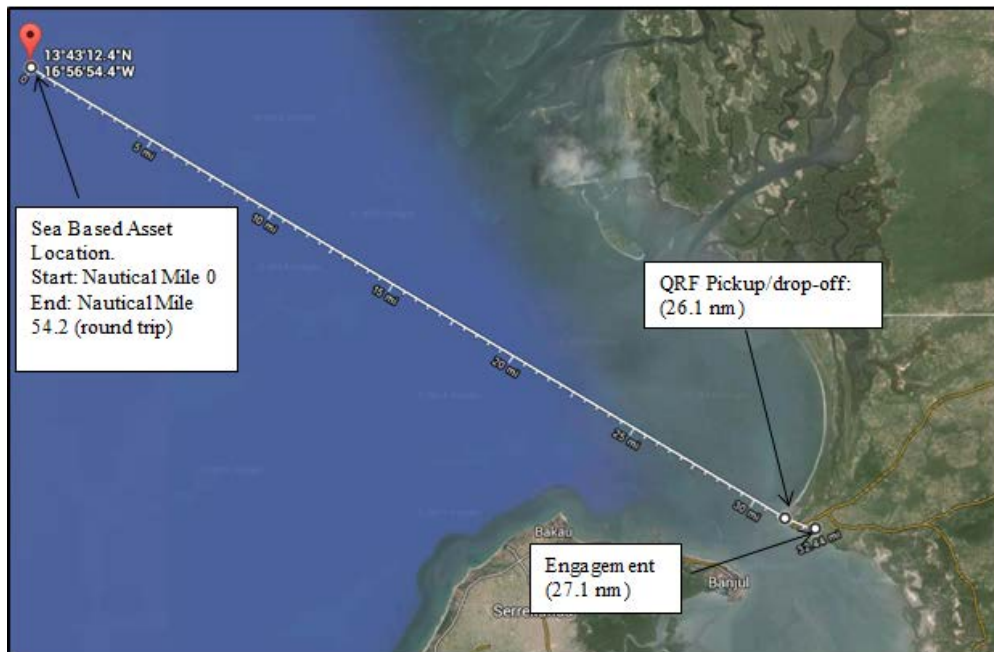 13°43'12.4"N
16°56'54.4"W
0
5 mi
10 mi
15 mi
20 mi
25 mi
30 mi
Sea Based Asset
Location.
Start: Nautical Mile 0
End: Nautical Mile
54.2 (round trip)
QRF Pickup/drop-off:
(26.1 nm)
Bakau
Engagement
(27.1 nm)
Banjul